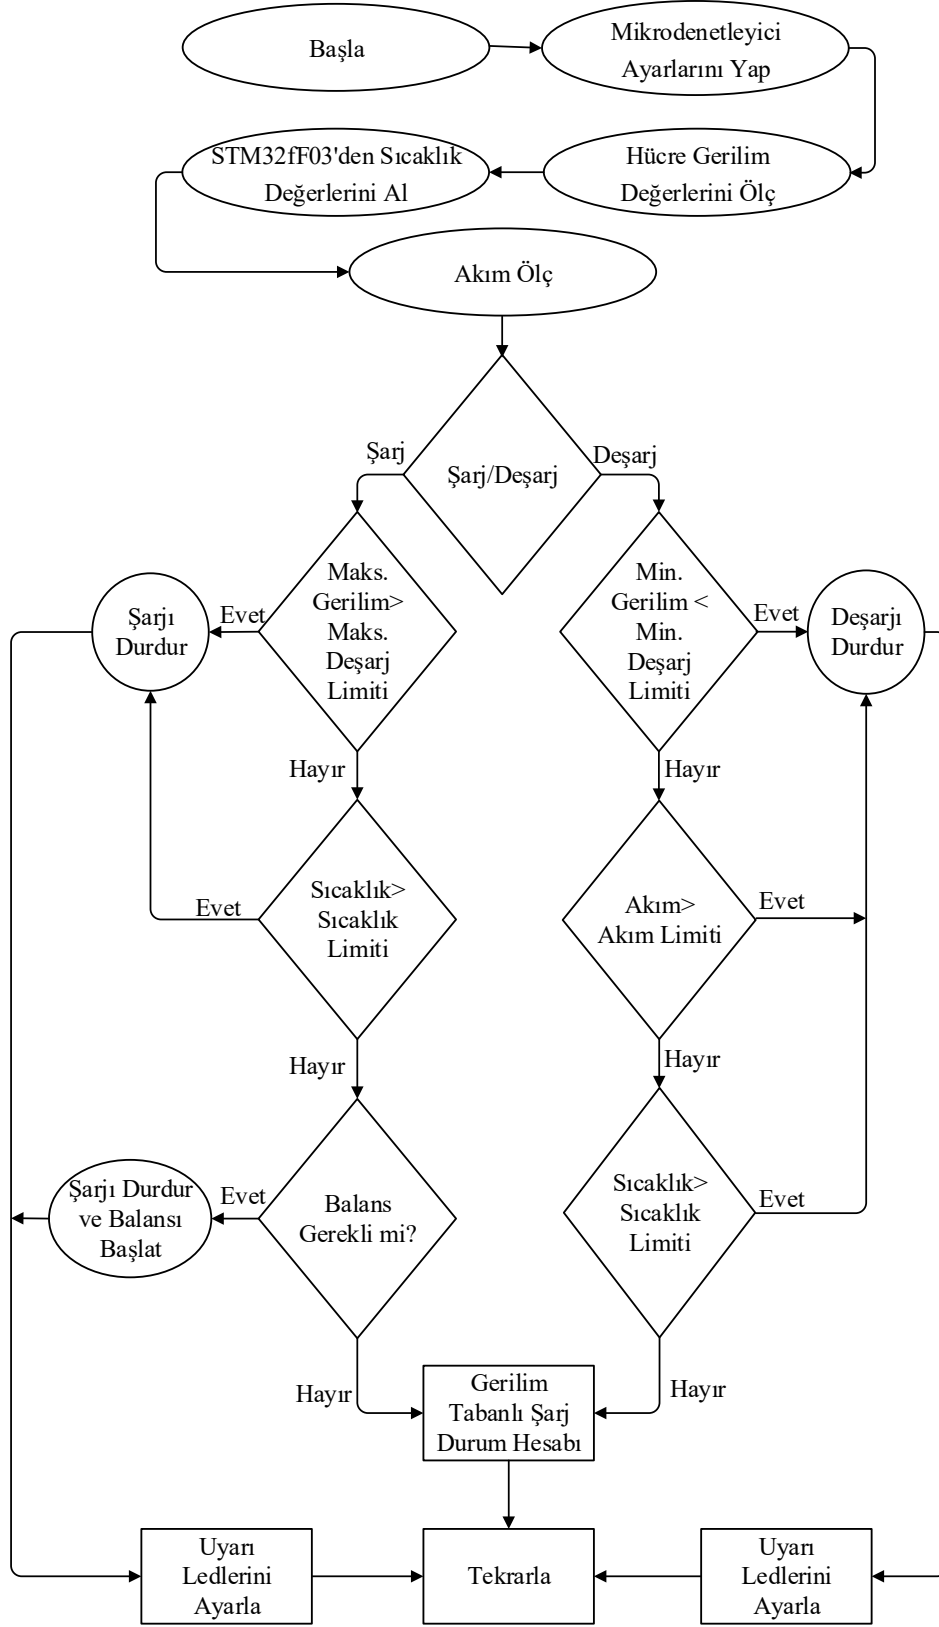 Başla
Mikrodenetleyici
Ayarlarını Yap
STM32fF03'den Sıcaklık
Değerlerini Al
Hücre Gerilim
Değerlerini Ölç
Akım Ölç
Şarj
Şarj/Deşarj
Deşarj
Maks.
Gerilim>
Maks.
Deşarj
Limiti
Evet
Şarjı
Durdur
Min.
Gerilim <
Min.
Deşarj
Limiti
Evet
Deşarjı
Durdur
Hayır
Hayır
Sıcaklık>
Sıcaklık
Limiti
Evet
Akım>
Akım Limiti
Evet
Hayır
Hayır
Şarjı Durdur
ve Balansı
Başlat
Evet
Balans
Gerekli mi?
Sıcaklık>
Sıcaklık
Limiti
Evet
Hayır
Gerilim
Tabanlı Şarj
Durum Hesabı
Hayır
Uyarı
Ledlerini
Ayarla
Tekrarla
Uyarı
Ledlerini
Ayarla